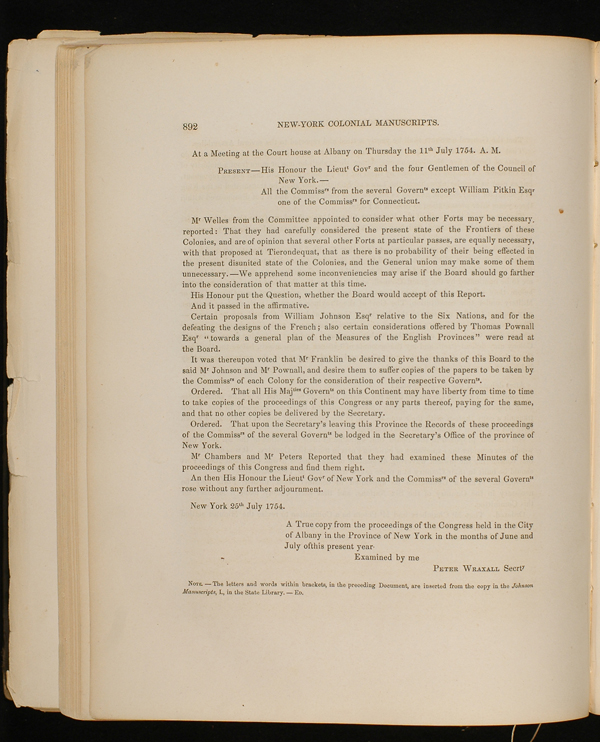 892
NEW-YORK COLONIAL MANUSCRIPTS.
At a Meeting at the Court house at Albany on Thursday the 11th July 1754. A. M.
PRESENT—His Honour the Lieutt Govr and the four Gentlemen of the Council of
New York.—
All the Commissrs from the several Governts except William Pitkin Esqr
one of the Commissrs for Connecticut.
Mr Welles from the Committee appointed to consider what other Forts may be necessary,
reported: That they had carefully considered the present state of the Frontiers of these
Colonies, and are of opinion that several other Forts at particular passes, are equally necessary,
with that proposed at Tierondequat, that as there is no probability of their being effected in
the present disunited state of the Colonies, and the General union may make some of them
unnecessary.—We apprehend some inconveniencies may arise if the Board should go farther
into the consideration of that matter at this time.
His Honour put the Question, whether the Board would accept of this Report.
And it passed in the affirmative.
Certain proposals from William Johnson Esqr relative to the Six Nations, and for the
defeating the designs of the French; also certain considerations offered by Thomas Pownall
Esqr "towards a general plan of the Measures of the English Provinces" were read at
the Board.
It was thereupon voted that Mr Franklin be desired to give the thanks of this Board to the
said Mr Johnson and Mr Pownall, and desire them to suffer copies of the papers to be taken by
the Commissrs of each Colony for the consideration of their respective Governts.
Ordered. That all His Majties Governts on this Continent may have liberty from time to time
to take copies of the proceedings of this Congress or any parts thereof, paying for the same,
and that no other copies be delivered by the Secretary.
Ordered. That upon the Secretary's leaving this Province the Records of these proceedings
of the Commissrs of the several Governts be lodged in the Secretary's Office of the province of
New York.
Mr Chambers and Mr Peters Reported that they had examined these Minutes of the
proceedings of this Congress and find them right.
An then His Honour the Lieutt Govr of New York and the Commissrs of the several Governts
rose without any further adjournment.
New York 25th July 1754.
A True copy from the proceedings of the Congress held in the City
of Albany in the Province of New York in the months of June and
July ofthis present year
Examined by me
PETER WRAXALL Secrty
NOTE.—The letters and words within brackets, in the preceding Document, are inserted from the copy in the Johnson
Manuscripts, I., in the State Library. — ED.